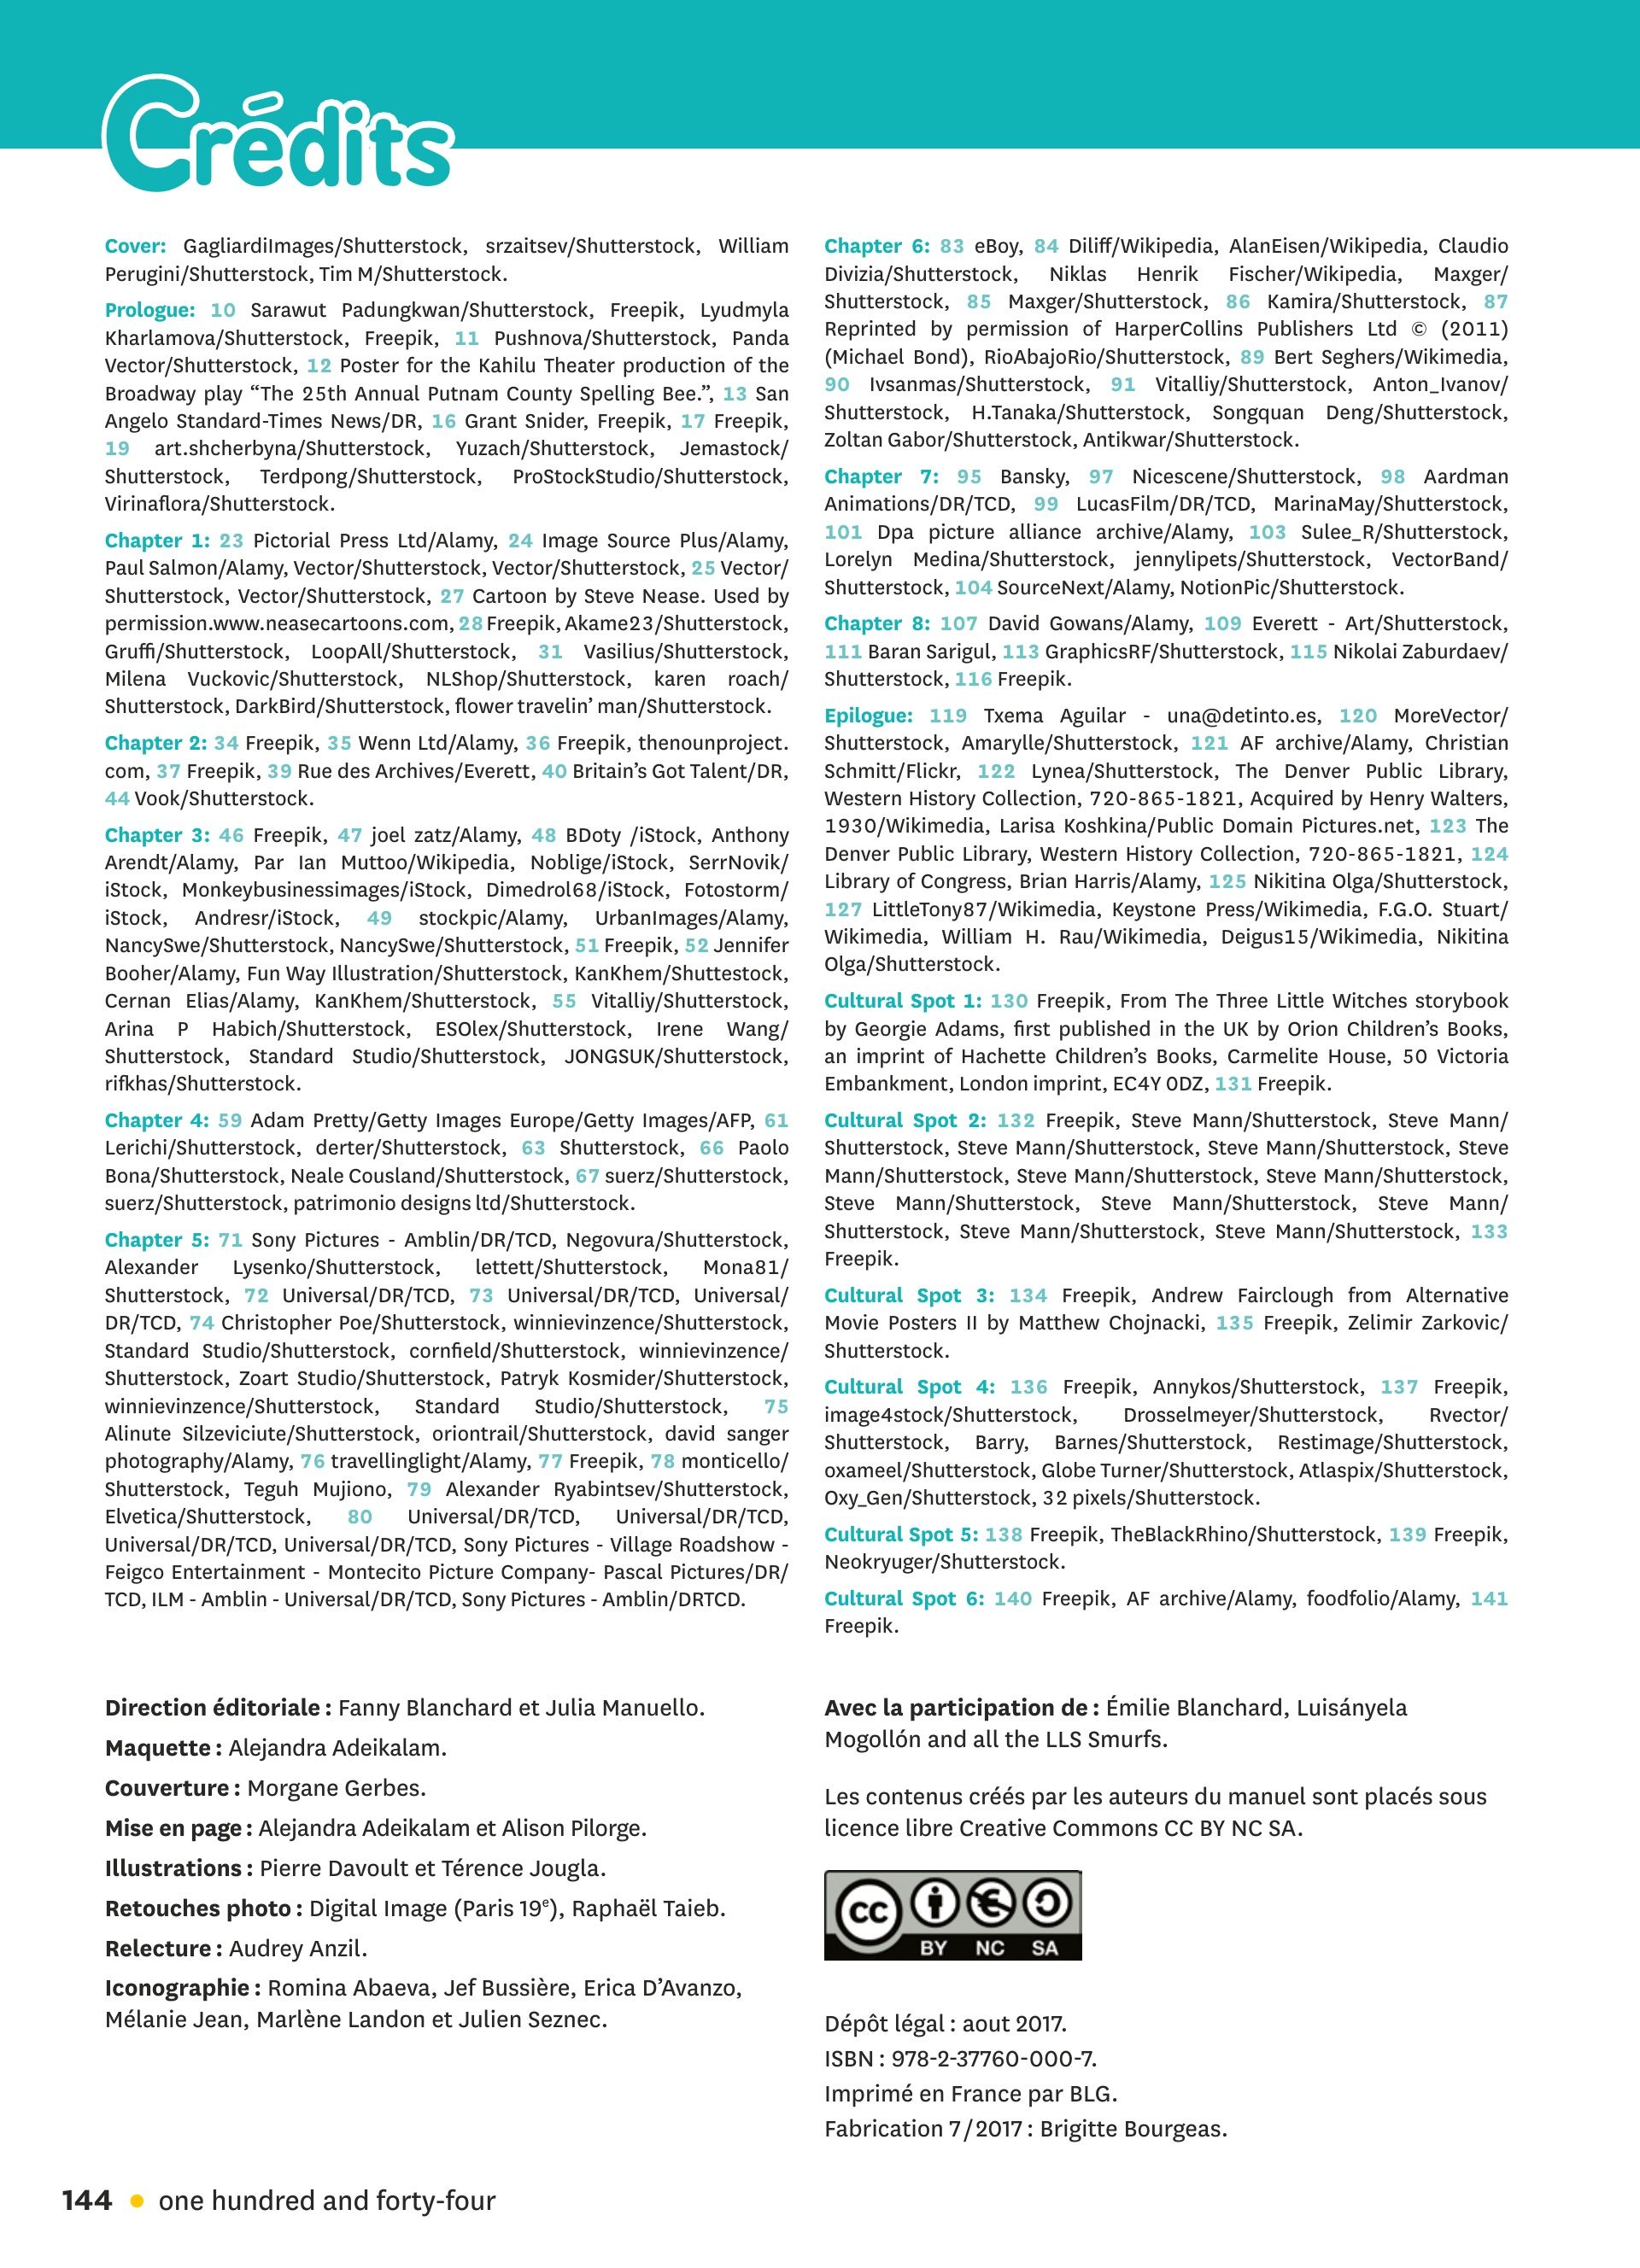 Crédits
Cover: GagliardiImages/Shutterstock, srzaitsev/Shutterstock, William
Perugini/Shutterstock, Tim M/Shutterstock.
Prologue: 10 Sarawut Padungkwan/Shutterstock, Freepik, Lyudmyla
Kharlamova/Shutterstock, Freepik, 11 Pushnova/Shutterstock, Panda
Vector/Shutterstock, 12 Poster for the Kahilu Theater production of the
Broadway play “The 25th Annual Putnam County Spelling Bee.”, 13 San
Angelo Standard-Times News/DR, 16 Grant Snider, Freepik, 17 Freepik,
19 art.shcherbyna/Shutterstock, Yuzach/Shutterstock, Jemastock/
Shutterstock, Terdpong/Shutterstock, ProStockStudio/Shutterstock,
Virinaflora/Shutterstock.
Chapter 1: 23 Pictorial Press Ltd/Alamy, 24 Image Source Plus/Alamy,
Paul Salmon/Alamy, Vector/Shutterstock, Vector/Shutterstock, 25 Vector/
Shutterstock, Vector/Shutterstock, 27 Cartoon by Steve Nease. Used by
permission.www.neasecartoons.com, 28 Freepik, Akame23/Shutterstock,
Gruffi/Shutterstock, LoopAll/Shutterstock, 31 Vasilius/Shutterstock,
Milena Vuckovic/Shutterstock, NLShop/Shutterstock, karen roach/
Shutterstock, DarkBird/Shutterstock, flower travelin’ man/Shutterstock.
Chapter 2: 34 Freepik, 35 Wenn Ltd/Alamy, 36 Freepik, thenounproject.
com, 37 Freepik, 39 Rue des Archives/Everett, 40 Britain’s Got Talent/DR,
44 Vook/Shutterstock.
Chapter 3: 46 Freepik, 47 joel zatz/Alamy, 48 BDoty /iStock, Anthony
Arendt/Alamy, Par Ian Muttoo/Wikipedia, Noblige/iStock, SerrNovik/
iStock, Monkeybusinessimages/iStock, Dimedrol68/iStock, Fotostorm/
iStock, Andresr/iStock, 49 stockpic/Alamy, UrbanImages/Alamy,
NancySwe/Shutterstock, NancySwe/Shutterstock, 51 Freepik, 52 Jennifer
Booher/Alamy, Fun Way Illustration/Shutterstock, KanKhem/Shuttestock,
Cernan Elias/Alamy, KanKhem/Shutterstock, 55 Vitalliy/Shutterstock,
Arina P Habich/Shutterstock, ESOlex/Shutterstock, Irene Wang/
Shutterstock, Standard Studio/Shutterstock, JONGSUK/Shutterstock,
rifkhas/Shutterstock.
Chapter 4: 59 Adam Pretty/Getty Images Europe/Getty Images/AFP, 61
Lerichi/Shutterstock, derter/Shutterstock, 63 Shutterstock, 66 Paolo
Bona/Shutterstock, Neale Cousland/Shutterstock, 67 suerz/Shutterstock,
suerz/Shutterstock, patrimonio designs ltd/Shutterstock.
Chapter 5: 71 Sony Pictures - Amblin/DR/TCD, Negovura/Shutterstock,
Alexander Lysenko/Shutterstock, lettett/Shutterstock, Mona81/
Shutterstock, 72 Universal/DR/TCD, 73 Universal/DR/TCD, Universal/
DR/TCD, 74 Christopher Poe/Shutterstock, winnievinzence/Shutterstock,
Standard Studio/Shutterstock, cornfield/Shutterstock, winnievinzence/
Shutterstock, Zoart Studio/Shutterstock, Patryk Kosmider/Shutterstock,
winnievinzence/Shutterstock, Standard Studio/Shutterstock, 75
Alinute Silzeviciute/Shutterstock, oriontrail/Shutterstock, david sanger
photography/Alamy, 76 travellinglight/Alamy, 77 Freepik, 78 monticello/
Shutterstock, Teguh Mujiono, 79 Alexander Ryabintsev/Shutterstock,
Elvetica/Shutterstock, 80 Universal/DR/TCD, Universal/DR/TCD,
Universal/DR/TCD, Universal/DR/TCD, Sony Pictures - Village Roadshow -
Feigco Entertainment - Montecito Picture Company- Pascal Pictures/DR/
TCD, ILM - Amblin - Universal/DR/TCD, Sony Pictures - Amblin/DRTCD.
Chapter 6: 83 eBoy, 84 Diliff/Wikipedia, AlanEisen/Wikipedia, Claudio
Divizia/Shutterstock, Niklas Henrik Fischer/Wikipedia, Maxger/
Shutterstock, 85 Maxger/Shutterstock, 86 Kamira/Shutterstock, 87
Reprinted by permission of HarperCollins Publishers Ltd © (2011)
(Michael Bond), RioAbajoRio/Shutterstock, 89 Bert Seghers/Wikimedia,
90 Ivsanmas/Shutterstock, 91 Vitalliy/Shutterstock, Anton_Ivanov/
Shutterstock, H.Tanaka/Shutterstock, Songquan Deng/Shutterstock,
Zoltan Gabor/Shutterstock, Antikwar/Shutterstock.
Chapter 7: 95 Bansky, 97 Nicescene/Shutterstock, 98 Aardman
Animations/DR/TCD, 99 LucasFilm/DR/TCD, MarinaMay/Shutterstock,
101 Dpa picture alliance archive/Alamy, 103 Sulee_R/Shutterstock,
Lorelyn Medina/Shutterstock, jennylipets/Shutterstock, VectorBand/
Shutterstock, 104 SourceNext/Alamy, NotionPic/Shutterstock.
Chapter 8: 107 David Gowans/Alamy, 109 Everett - Art/Shutterstock,
111 Baran Sarigul, 113 GraphicsRF/Shutterstock, 115 Nikolai Zaburdaev/
Shutterstock, 116 Freepik.
Epilogue: 119 Txema Aguilar - una@detinto.es, 120 MoreVector/
Shutterstock, Amarylle/Shutterstock, 121 AF archive/Alamy, Christian
Schmitt/Flickr, 122 Lynea/Shutterstock, The Denver Public Library,
Western History Collection, 720-865-1821, Acquired by Henry Walters,
1930/Wikimedia, Larisa Koshkina/Public Domain Pictures.net, 123 The
Denver Public Library, Western History Collection, 720-865-1821, 124
Library of Congress, Brian Harris/Alamy, 125 Nikitina Olga/Shutterstock,
127 LittleTony87/Wikimedia, Keystone Press/Wikimedia, F.G.O. Stuart/
Wikimedia, William H. Rau/Wikimedia, Deigus15/Wikimedia, Nikitina
Olga/Shutterstock.
Cultural Spot 1: 130 Freepik, From The Three Little Witches storybook
by Georgie Adams, first published in the UK by Orion Children’s Books,
an imprint of Hachette Children’s Books, Carmelite House, 50 Victoria
Embankment, London imprint, EC4Y 0DZ, 131 Freepik.
Cultural Spot 2: 132 Freepik, Steve Mann/Shutterstock, Steve Mann/
Shutterstock, Steve Mann/Shutterstock, Steve Mann/Shutterstock, Steve
Mann/Shutterstock, Steve Mann/Shutterstock, Steve Mann/Shutterstock,
Steve Mann/Shutterstock, Steve Mann/Shutterstock, Steve Mann/
Shutterstock, Steve Mann/Shutterstock, Steve Mann/Shutterstock, 133
Freepik.
Cultural Spot 3: 134 Freepik, Andrew Fairclough from Alternative
Movie Posters II by Matthew Chojnacki, 135 Freepik, Zelimir Zarkovic/
Shutterstock.
Cultural Spot 4: 136 Freepik, Annykos/Shutterstock, 137 Freepik,
image4stock/Shutterstock, Drosselmeyer/Shutterstock, Rvector/
Shutterstock, Barry, Barnes/Shutterstock, Restimage/Shutterstock,
oxameel/Shutterstock, Globe Turner/Shutterstock, Atlaspix/Shutterstock,
Oxy_Gen/Shutterstock, 32 pixels/Shutterstock.
Cultural Spot 5: 138 Freepik, TheBlackRhino/Shutterstock, 139 Freepik,
Neokryuger/Shutterstock.
Cultural Spot 6: 140 Freepik, AF archive/Alamy, foodfolio/Alamy, 141
Freepik.
Direction éditoriale : Fanny Blanchard et Julia Manuello.
Maquette : Alejandra Adeikalam.
Couverture : Morgane Gerbes.
Mise en page : Alejandra Adeikalam et Alison Pilorge.
Illustrations : Pierre Davoult et Térence Jougla.
Retouches photo : Digital Image (Paris 19e), Raphaël Taieb.
Relecture : Audrey Anzil.
Iconographie : Romina Abaeva, Jef Bussière, Erica D’Avanzo,
Mélanie Jean, Marlène Landon et Julien Seznec.
Avec la participation de : Émilie Blanchard, Luisányela
Mogollón and all the LLS Smurfs.
Les contenus créés par les auteurs du manuel sont placés sous
licence libre Creative Commons CC BY NC SA.
cc
BY NC SA
Dépôt légal : aout 2017.
ISBN : 978-2-37760-000-7.
Imprimé en France par BLG.
Fabrication 7/2017 : Brigitte Bourgeas.
144 • one hundred and forty-four